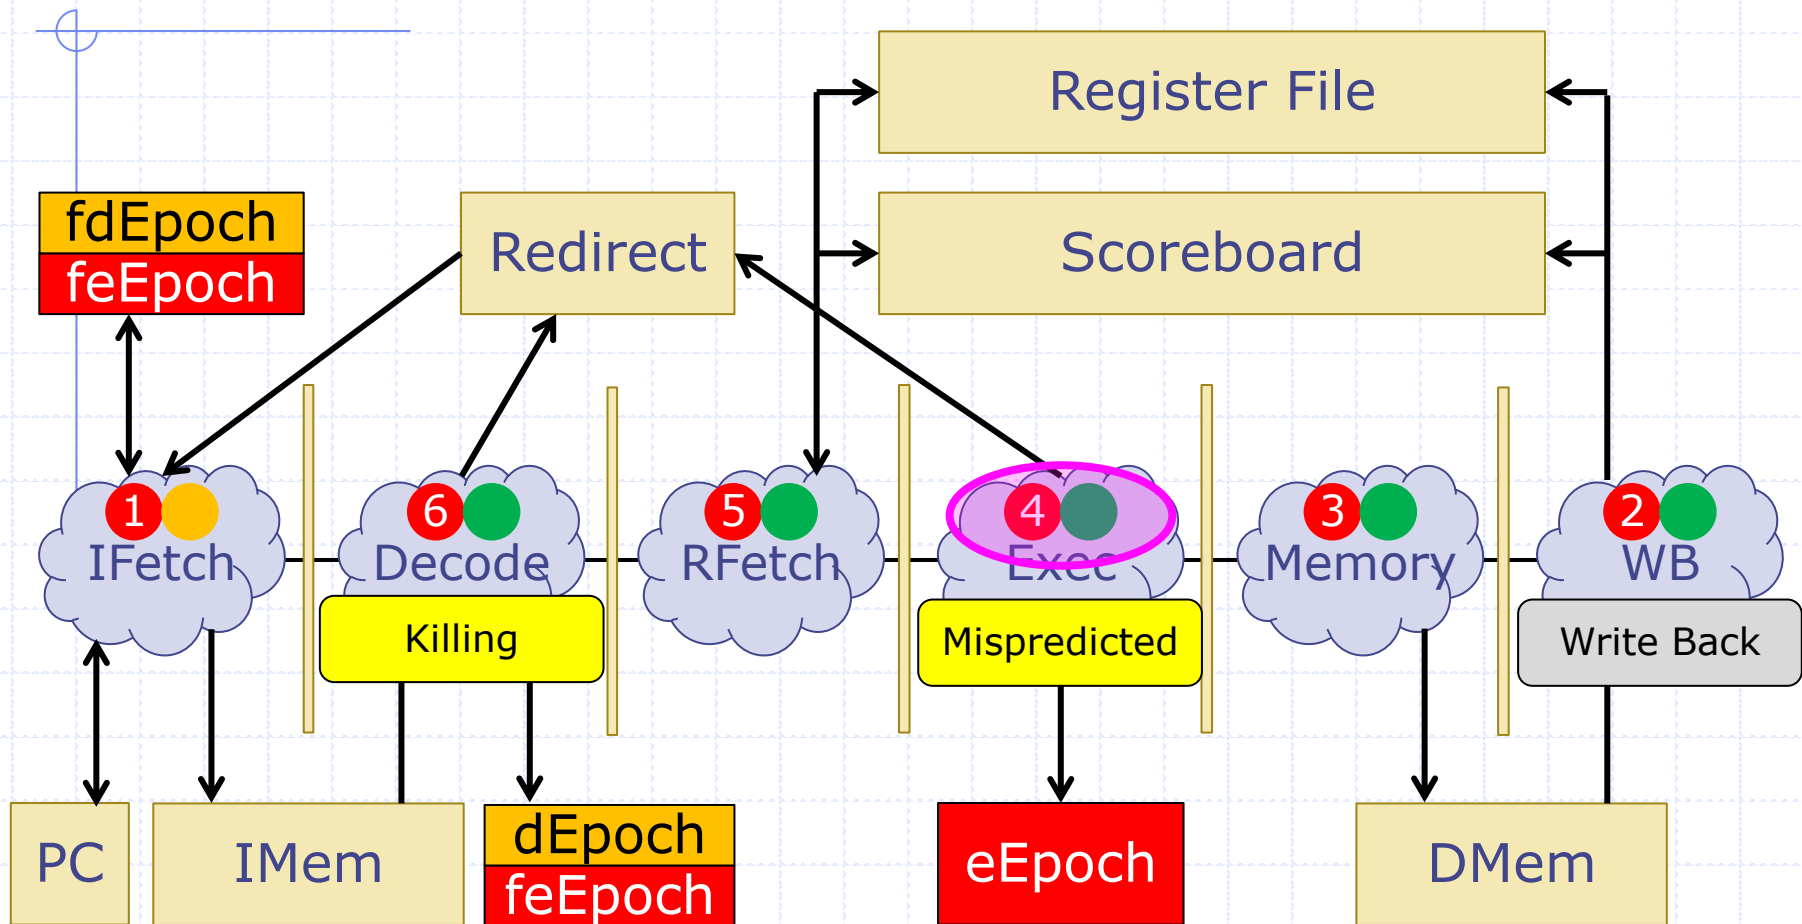 Register File
fdEpoch
feEpoch
Redirect
Scoreboard
1
6
5
4
3
2
IFetch
Decode
RFetch
Exec
Memory
WB
Killing
Mispredicted
Write Back
PC
IMem
dEpoch
feEpoch
eEpoch
DMem